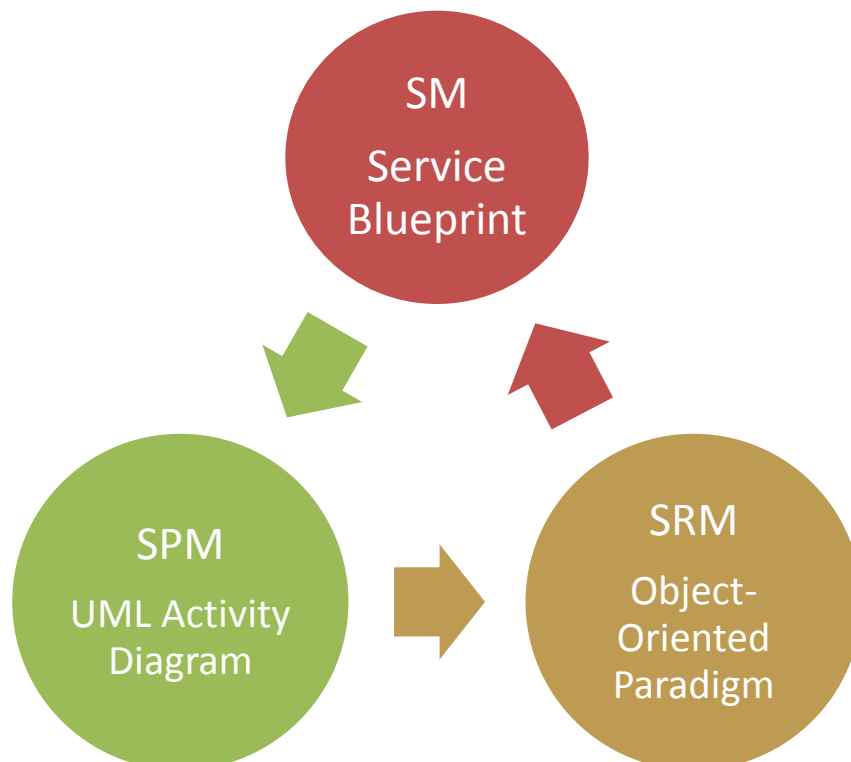 SM
Service
Blueprint
SPM
UML Activity
Diagram
SRM
Object-
Oriented
Paradigm